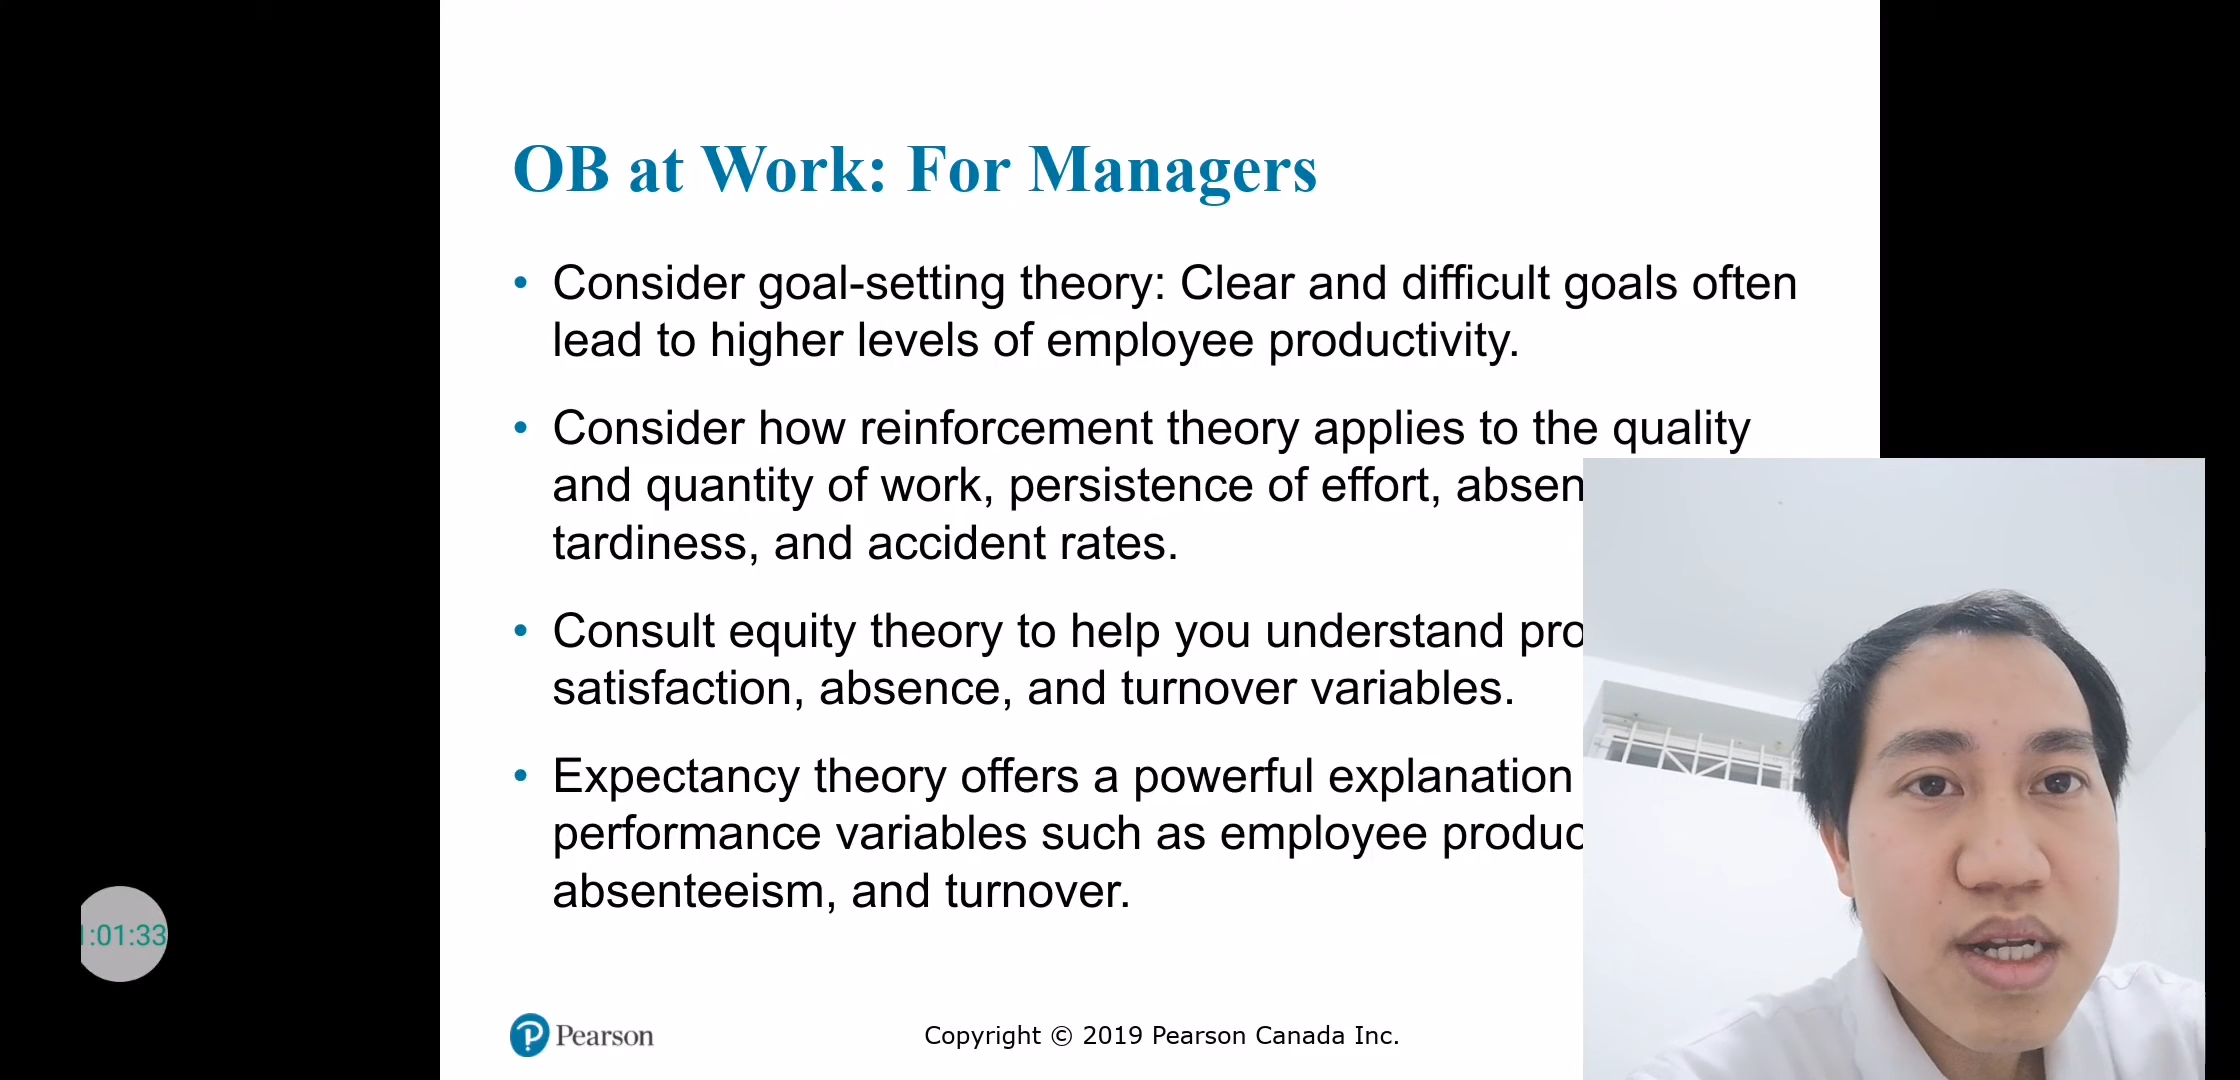 OB at Work: For Managers
• Consider goal-setting theory: Clear and difficult goals often
lead to higher levels of employee productivity.
• Consider how reinforcement theory applies to the quality
and quantity of work, persistence of effort,
tardiness, and accident rates.
• Consult equity theory to help you understand
satisfaction, absence, and turnover variables.
• Expectancy theory offers a powerful explanation
performance variables such as employee
absenteeism, and turnover.
:01:33
Pearson
Copyright © 2019 Pearson Canada Inc.